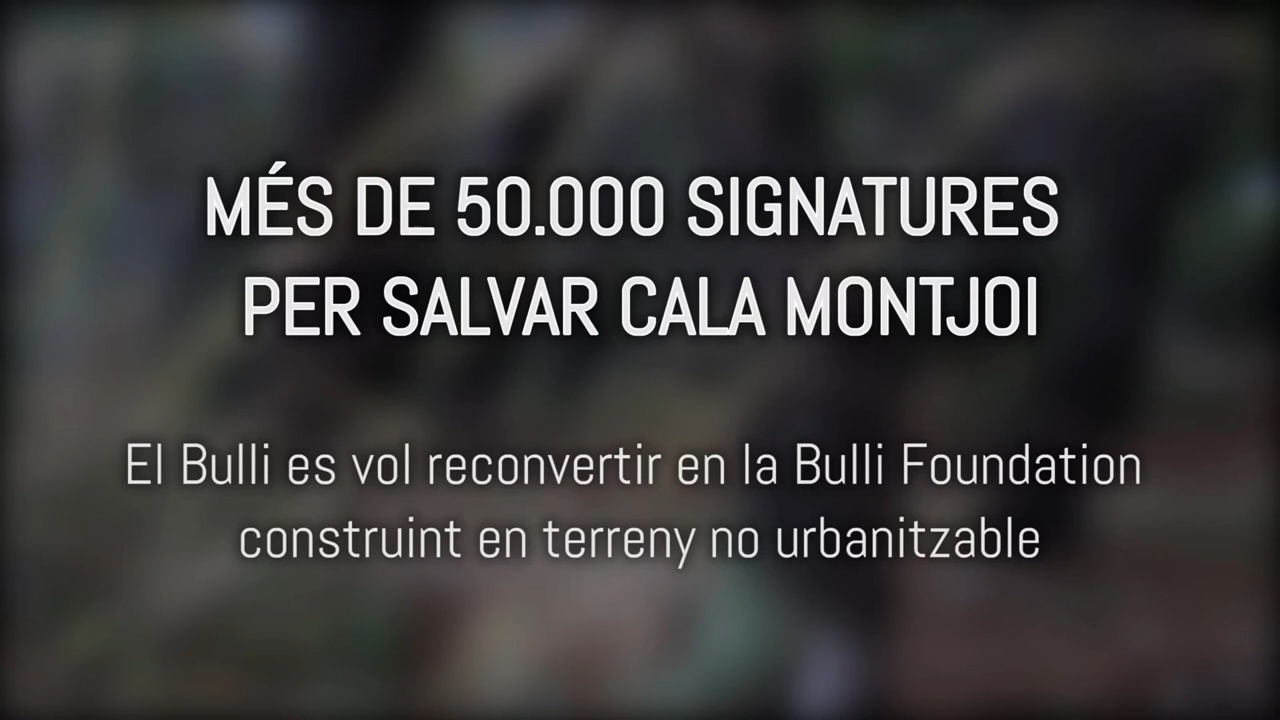 MÉS DE 50.000 SIGNATURES
PER SALVAR CALA MONTJOI
El Bulli es vol reconvertir en la Bulli Foundation
construint en terreny no urbanitzable